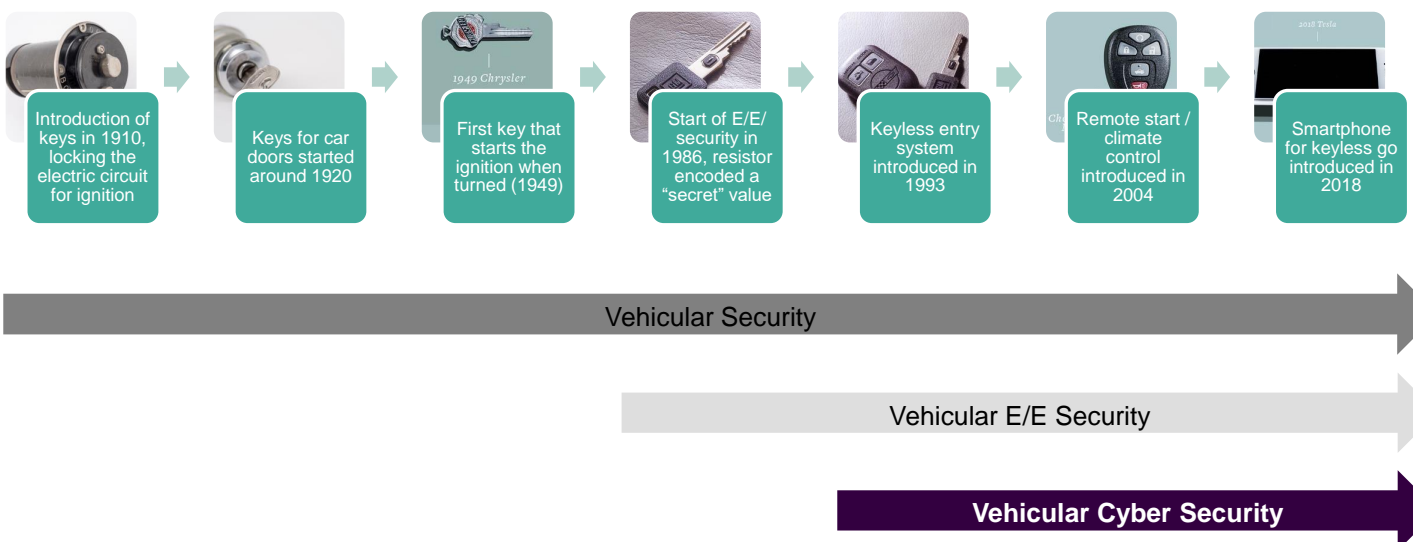 1949 Chrysler
2018 Tesla
Introduction of
keys in 1910,
locking the
electric circuit
for ignition
Keys for car
doors started
around 1920
First key that
starts the
ignition when
turned (1949)
Start of E/E/
security in
1986, resistor
encoded a
“secret” value
Keyless entry
system
introduced in
1993
Remote start /
climate
control
introduced in
2004
Smartphone
for keyless go
introduced in
2018
Vehicular Security
Vehicular E/E Security
Vehicular Cyber Security